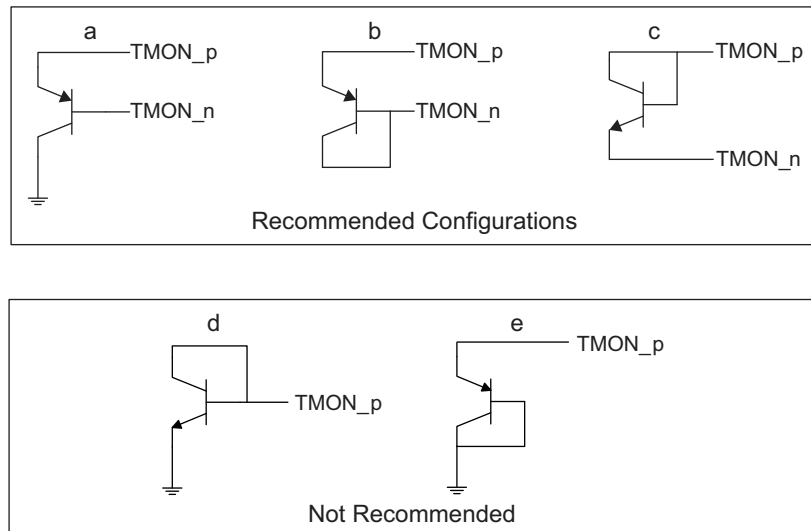 a
b
c
TMON_p
TMON_p
TMON_p
TMON_n
TMON_n
TMON_n
Recommended Configurations
d
e
TMON_p
TMON_p
Not Recommended